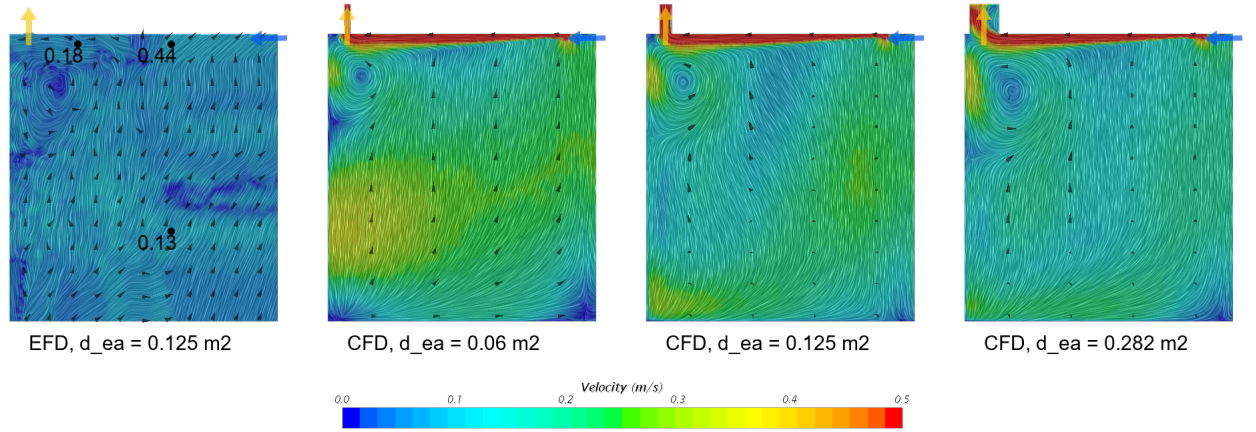 0.18 0.44
0.13
EFD, d_ea = 0.125 m2 CFD, d_ea = 0.06 m2 CFD, d_ea = 0.125 m2 CFD, d_ea = 0.282 m2
Velocity (m/s)
0.0 0.1 0.2 0.3 0.4 0.5